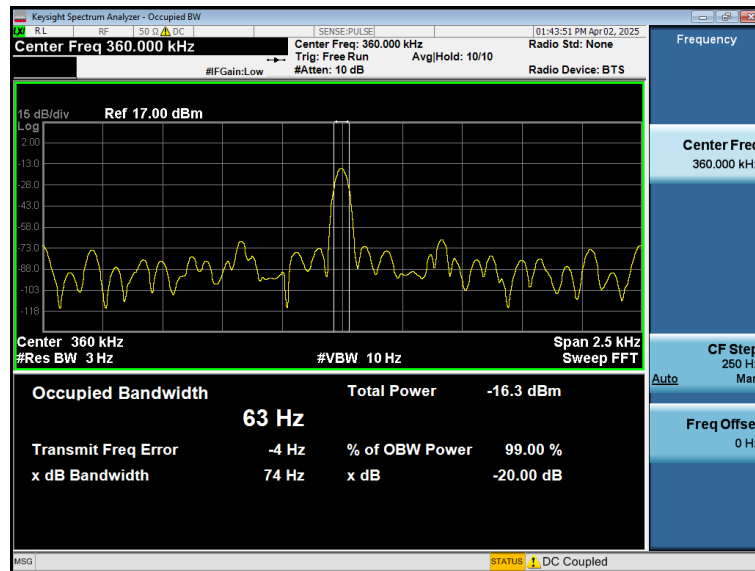 Keysight Spectrum Analyzer - Occupied BW
LXI RL RF 50 Ω DC SENSE:PULSE 01:43:51 PM Apr 02, 2025
Center Freq 360.000 kHz
Center Freq: 360.000 kHz Radio Std: None
Trig: Free Run Avg|Hold: 10/10
#IFGain:Low #Atten: 10 dB Radio Device: BTS
15 dB/div Ref 17.00 dBm
Log
2.00
-13.0
-28.0
-43.0
-58.0
-73.0
-88.0
-103
-118
Center 360 kHz Span 2.5 kHz
#Res BW 3 Hz #VBW 10 Hz Sweep FFT
Occupied Bandwidth Total Power -16.3 dBm
63 Hz
Transmit Freq Error -4 Hz % of OBW Power 99.00 %
x dB Bandwidth 74 Hz x dB -20.00 dB
MSG STATUS DC Coupled
Frequency
Center Freq
360.000 kHz
CF Step
250 Hz
Auto Man
Freq Offset
0 Hz